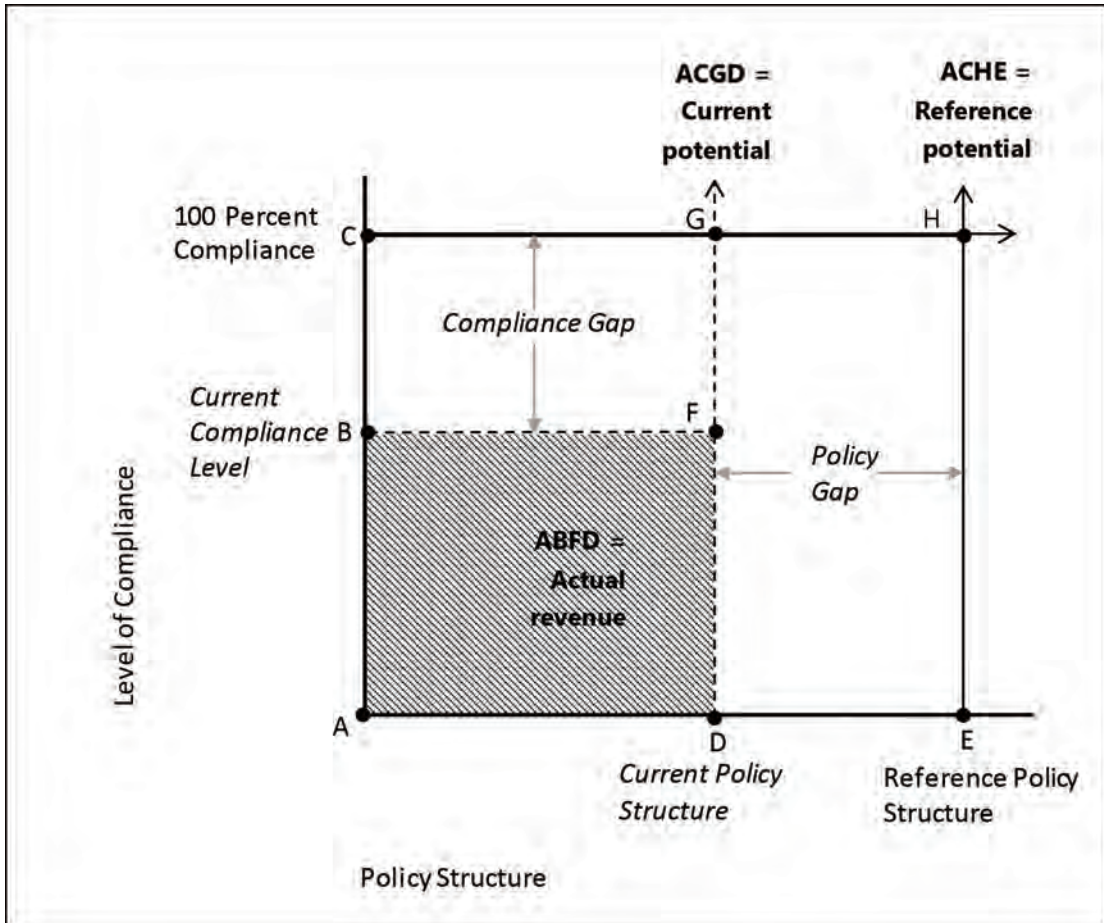 ACGD =
Current
potential
ACHE =
Reference
potential
100 Percent
Compliance
C
G
H
Compliance Gap
Current
Compliance
Level
B
F
Policy
Gap
ABFD =
Actual
revenue
Level of Compliance
A
D
E
Current Policy
Structure
Reference Policy
Structure
Policy Structure